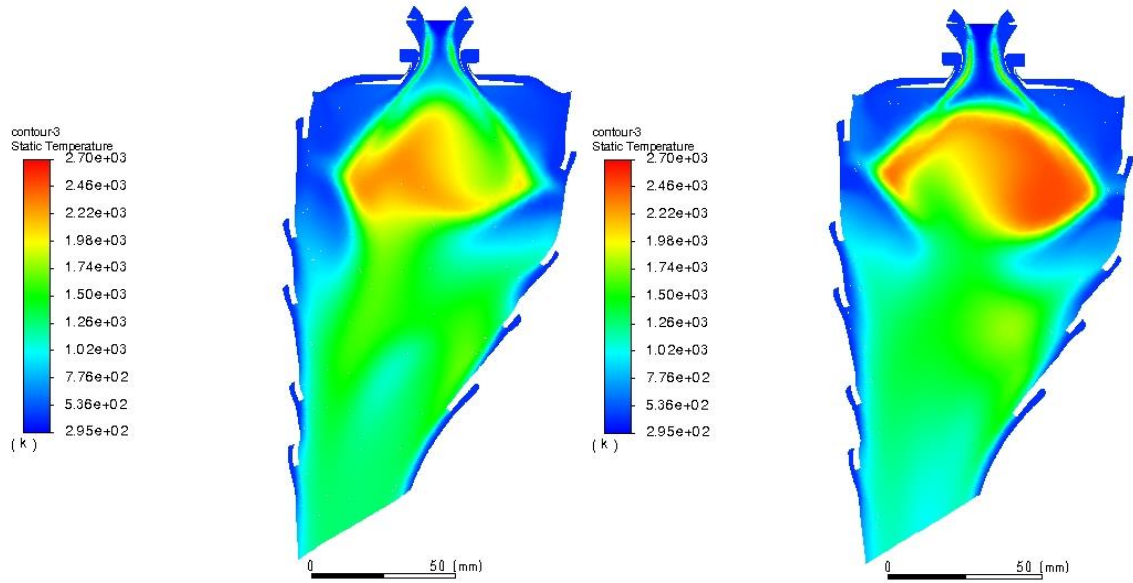 contour-3
Static Temperature
2.70e+03
2.46e+03
2.22e+03
1.98e+03
1.74e+03
1.50e+03
1.26e+03
1.02e+03
7.76e+02
5.36e+02
2.95e+02
( k )
0 50 (mm)
contour-3
Static Temperature
2.70e+03
2.46e+03
2.22e+03
1.98e+03
1.74e+03
1.50e+03
1.26e+03
1.02e+03
7.76e+02
5.36e+02
2.95e+02
( k )
0 50 (mm)